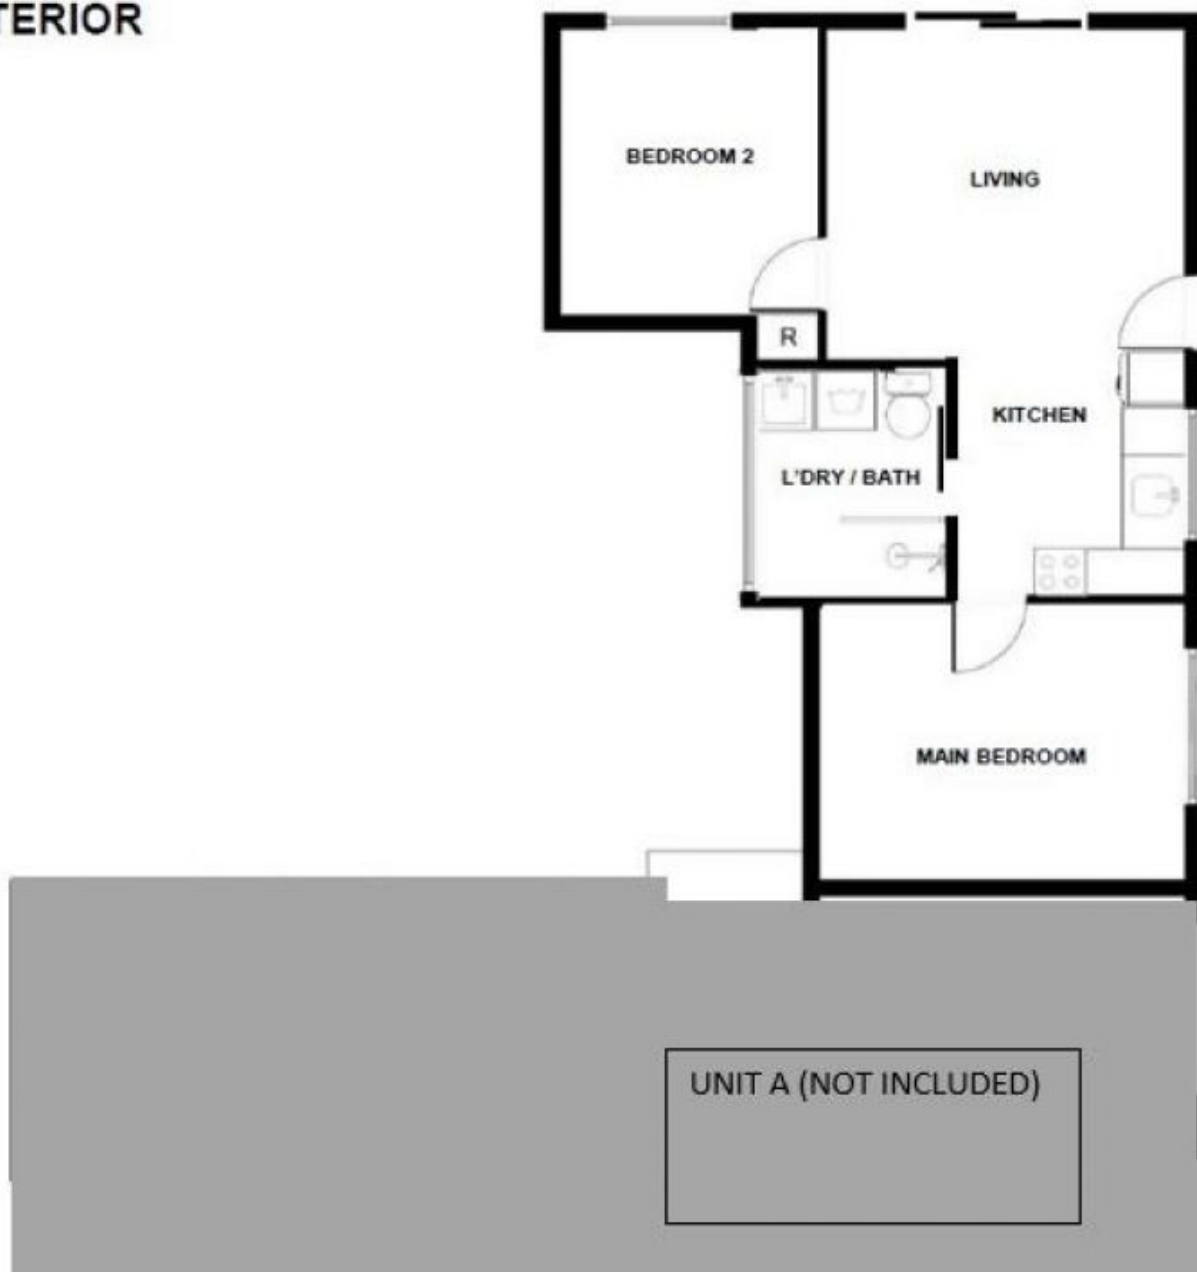 TERIOR
BEDROOM 2
LIVING
R
KITCHEN
L'DRY / BATH
MAIN BEDROOM
UNIT A (NOT INCLUDED)